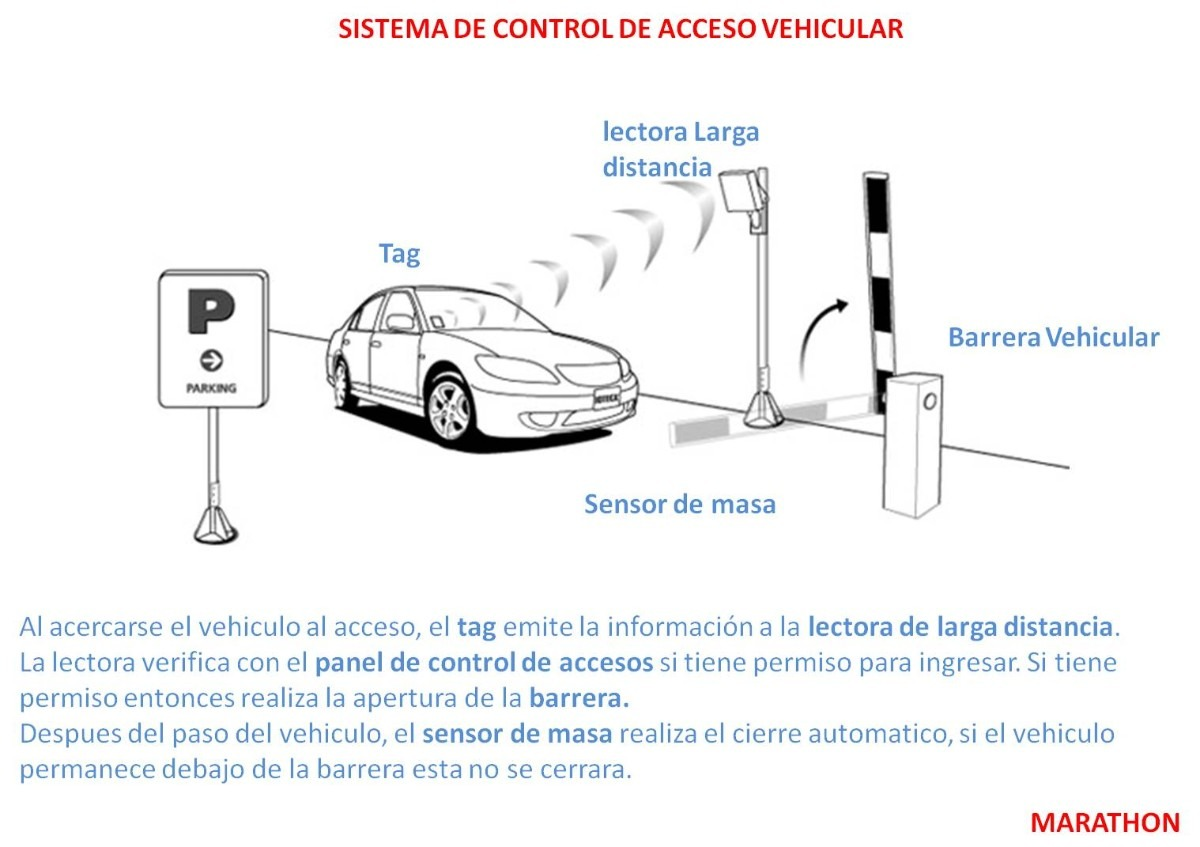 SISTEMA DE CONTROL DE ACCESO VEHICULAR
lectora Larga
distancia
Tag
P
PARKING
Barrera Vehicular
Sensor de masa
Al acercarse el vehiculo al acceso, el tag emite la información a la lectora de larga distancia.
La lectora verifica con el panel de control de accesos si tiene permiso para ingresar. Si tiene
permiso entonces realiza la apertura de la barrera.
Despues del paso del vehiculo, el sensor de masa realiza el cierre automatico, si el vehiculo
permanece debajo de la barrera esta no se cerrara.
MARATHON